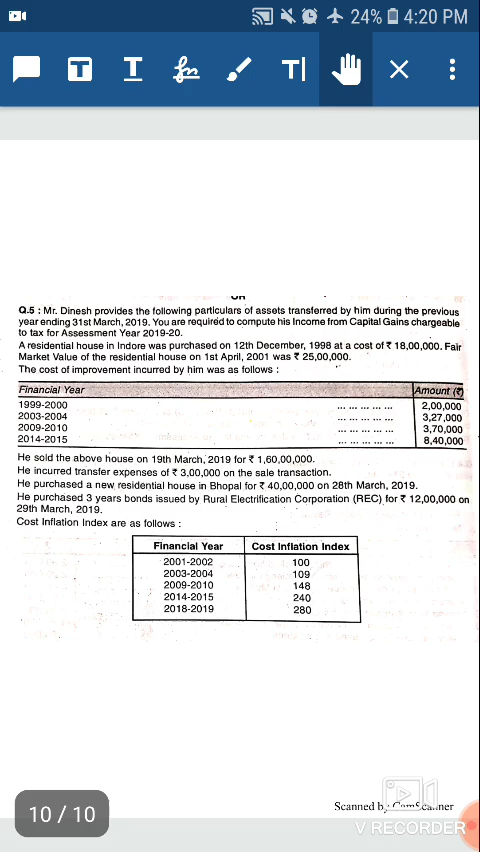 24% 4:20 PM
T T T|
OR
Q.5 : Mr. Dinesh provides the following particulars of assets transferred by him during the previous
year ending 31st March, 2019. You are required to compute his Income from Capital Gains chargeable
to tax for Assessment Year 2019-20.
A residential house in Indore was purchased on 12th December, 1998 at a cost of ₹ 18,00,000. Fair
Market Value of the residential house on 1st April, 2001 was ₹ 25,00,000.
The cost of improvement incurred by him was as follows :
Financial Year Amount (₹)
1999-2000 ... ... ... ... ... 2,00,000
2003-2004 ... ... ... ... ... 3,27,000
2009-2010 ... ... ... ... ... 3,70,000
2014-2015 ... ... ... ... ... 8,40,000
He sold the above house on 19th March, 2019 for ₹ 1,60,00,000.
He incurred transfer expenses of ₹ 3,00,000 on the sale transaction.
He purchased a new residential house in Bhopal for ₹ 40,00,000 on 28th March, 2019.
He purchased 3 years bonds issued by Rural Electrification Corporation (REC) for ₹ 12,00,000 on
29th March, 2019.
Cost Inflation Index are as follows :
Financial Year Cost Inflation Index
2001-2002 100
2003-2004 109
2009-2010 148
2014-2015 240
2018-2019 280
10 / 10
Scanned by CamScanner
V RECORDER